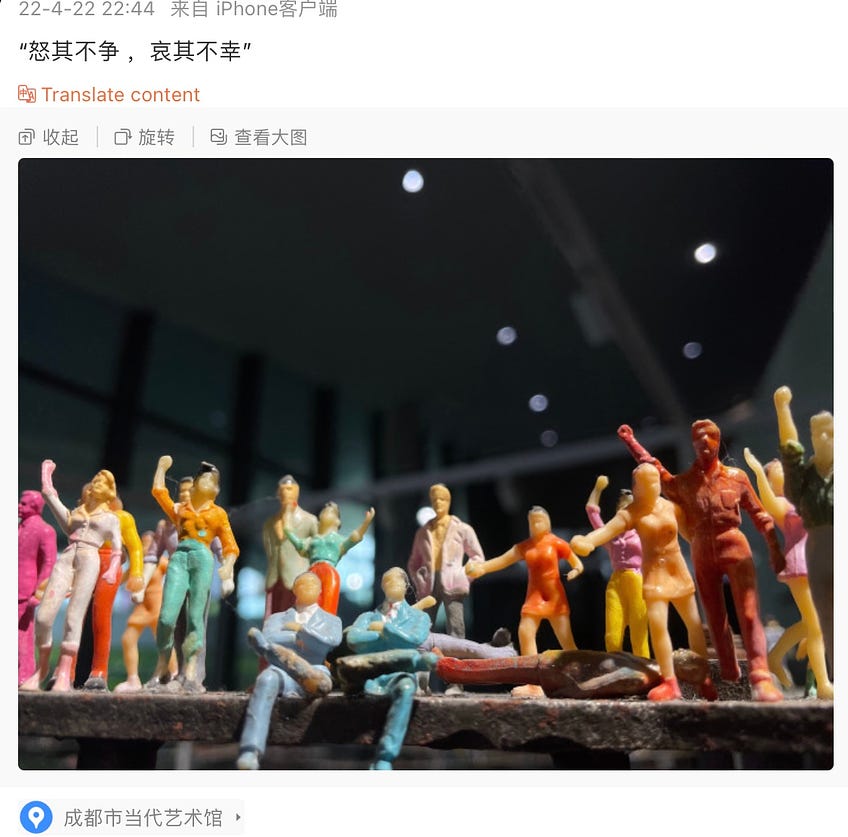 22-4-22 22:44 来自 iPhone客户端
“怒其不争，哀其不幸”
Translate content
收起 旋转 查看大图
成都市当代艺术馆